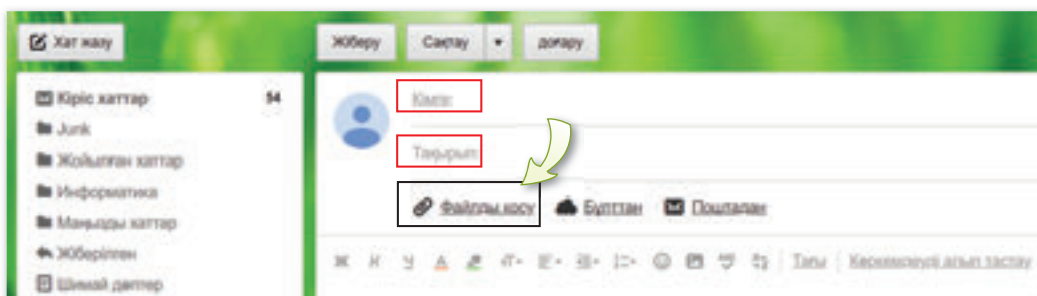 Хат жазу
Жіберу Сақтау доғару
Кіріс хаттар 54
Junk
Жойылған хаттар
Информатика
Маңызды хаттар
Жіберілген
Шимай дәптер
Кімге:
Тақырып:
Файлды қосу Бұлттан Поштадан
Ж К Ч А